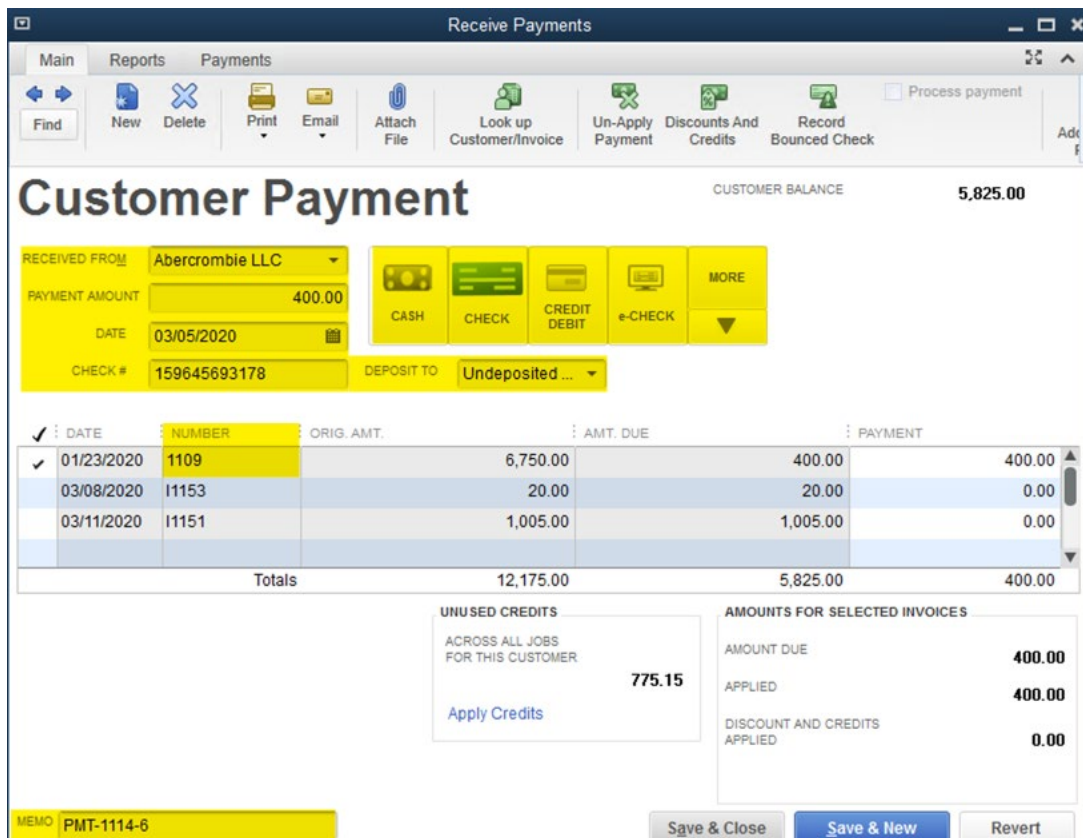 Receive Payments
Main Reports Payments
Find New Delete Print Email Attach File Look up Customer/Invoice Un-Apply Payment Discounts And Credits Record Bounced Check Process payment
Customer Payment
CUSTOMER BALANCE 5,825.00
RECEIVED FROM Abercrombie LLC
PAYMENT AMOUNT 400.00
DATE 03/05/2020
CHECK # 159645693178
CASH CHECK CREDIT DEBIT e-CHECK MORE
DEPOSIT TO Undeposited ...
DATE NUMBER ORIG. AMT. AMT. DUE PAYMENT
01/23/2020 1109 6,750.00 400.00 400.00
03/08/2020 I1153 20.00 20.00 0.00
03/11/2020 I1151 1,005.00 1,005.00 0.00
Totals 12,175.00 5,825.00 400.00
UNUSED CREDITS
ACROSS ALL JOBS
FOR THIS CUSTOMER
775.15
Apply Credits
AMOUNTS FOR SELECTED INVOICES
AMOUNT DUE 400.00
APPLIED 400.00
DISCOUNT AND CREDITS
APPLIED 0.00
MEMO PMT-1114-6
Save & Close Save & New Revert